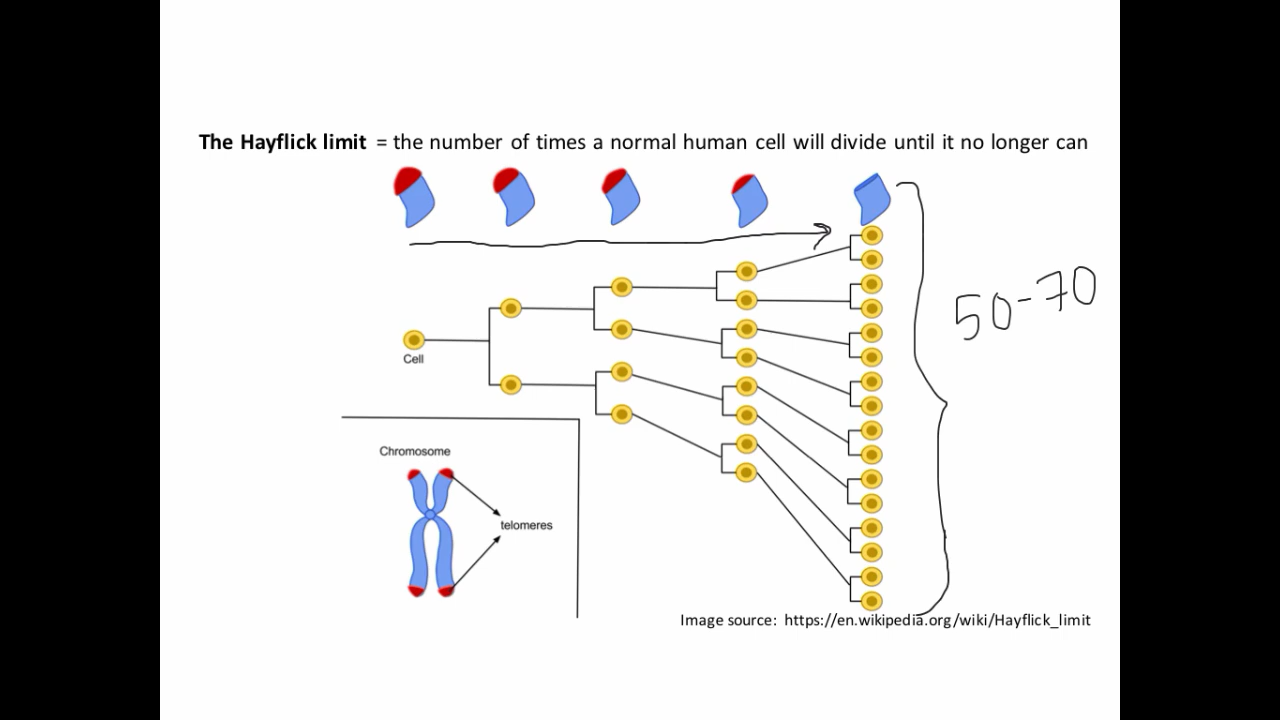 The Hayflick limit = the number of times a normal human cell will divide until it no longer can
50-70
Cell
Chromosome
telomeres
Image source: https://en.wikipedia.org/wiki/Hayflick_limit